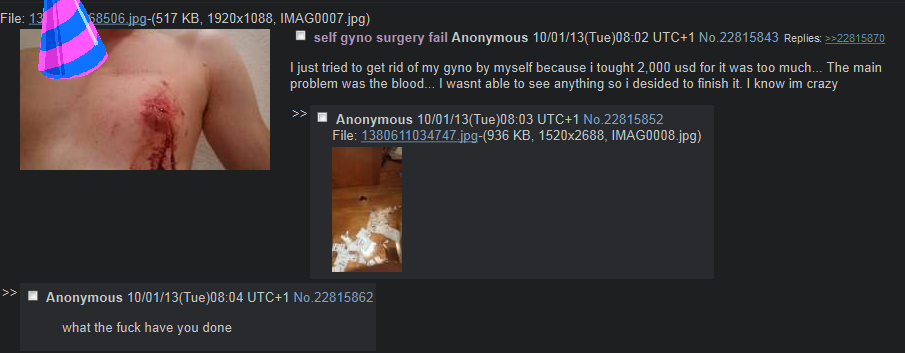 File: 13 68506.jpg-(517 KB, 1920x1088, IMAG0007.jpg)
self gyno surgery fail Anonymous 10/01/13(Tue)08:02 UTC+1 No.22815843 Replies: >>22815870
I just tried to get rid of my gyno by myself because i tought 2,000 usd for it was too much... The main
problem was the blood... I wasnt able to see anything so i desided to finish it. I know im crazy
>> Anonymous 10/01/13(Tue)08:03 UTC+1 No.22815852
File: 1380611034747.jpg-(936 KB, 1520x2688, IMAG0008.jpg)
>> Anonymous 10/01/13(Tue)08:04 UTC+1 No.22815862
what the fuck have you done